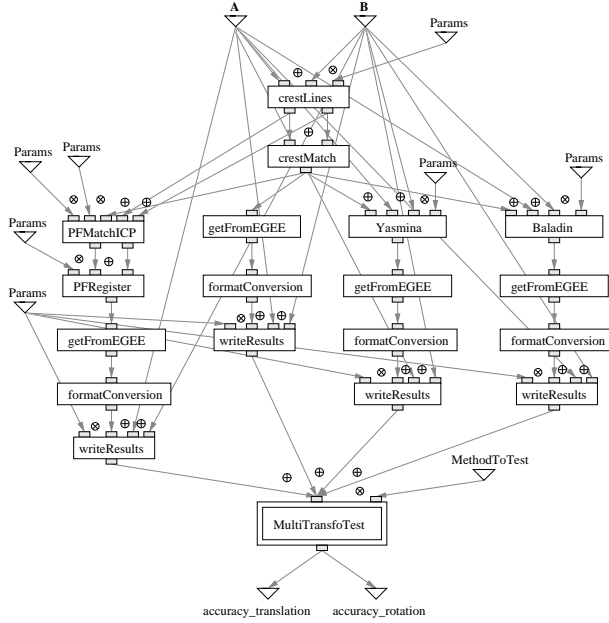 A
B
Params
crestLines
crestMatch
Params
Params
Params
Params
PFMatchICP
getFromEGEE
Yasmina
Baladin
Params
PFRegister
formatConversion
getFromEGEE
getFromEGEE
Params
getFromEGEE
writeResults
formatConversion
formatConversion
formatConversion
writeResults
writeResults
writeResults
MethodToTest
MultiTransfoTest
accuracy_translation
accuracy_rotation